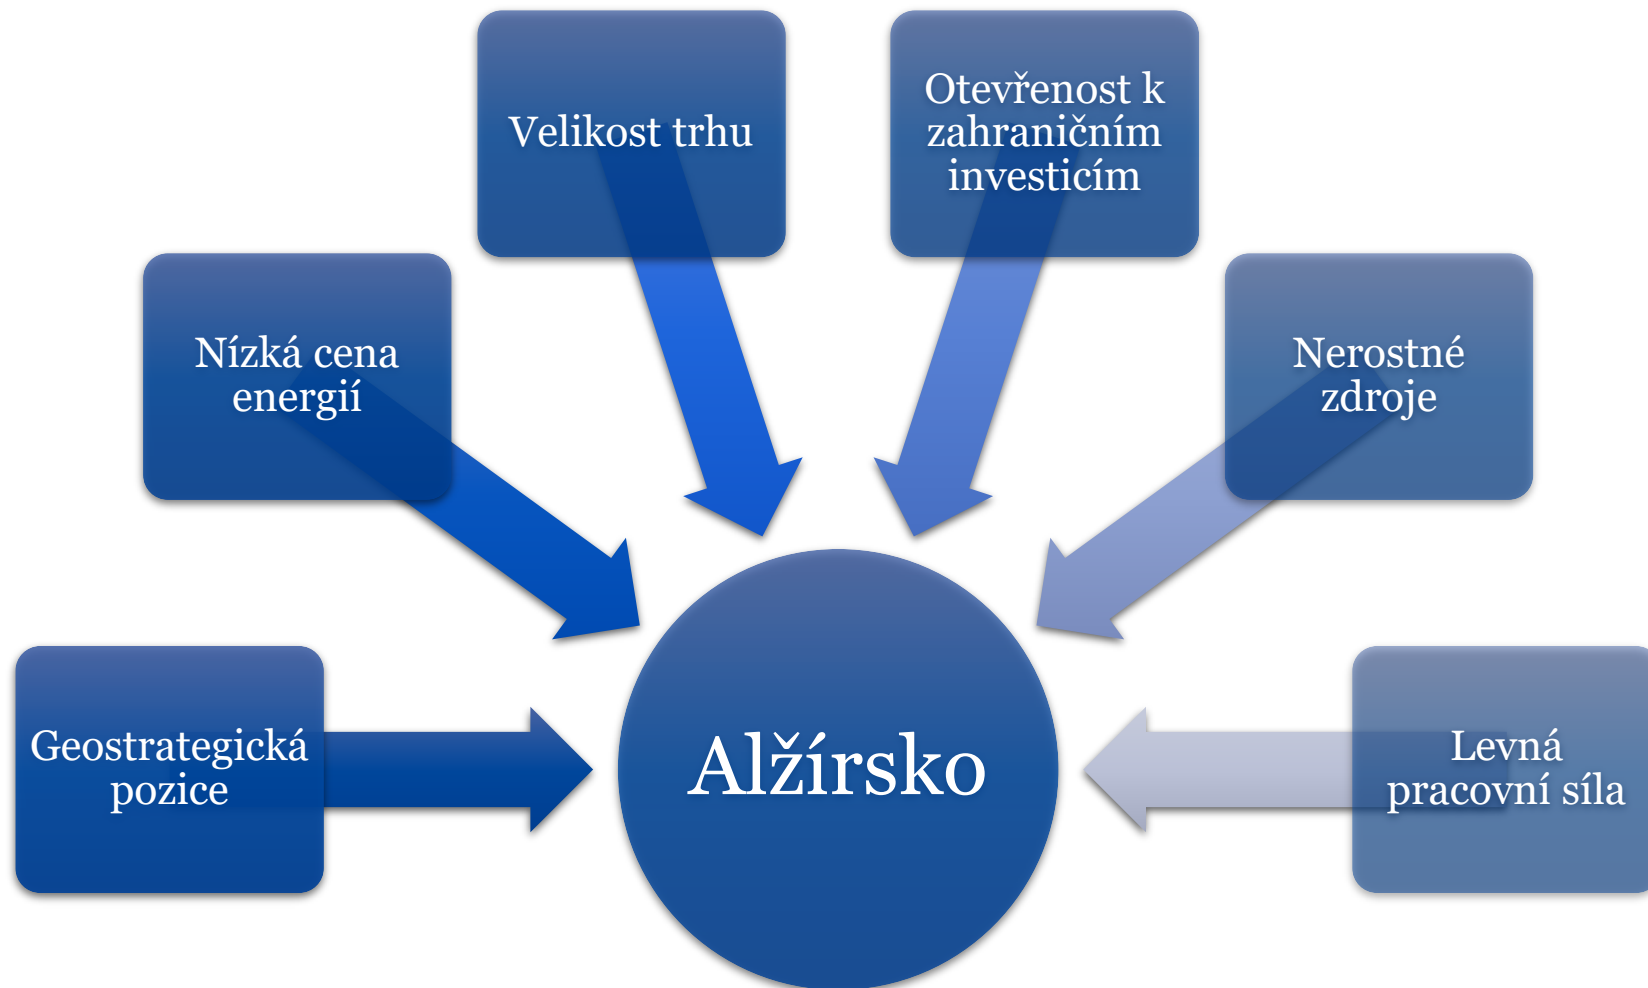 Velikost trhu
Otevřenost k
zahraničním
investicím
Nízká cena
energií
Nerostné
zdroje
Geostrategická
pozice
Alžírsko
Levná
pracovní síla